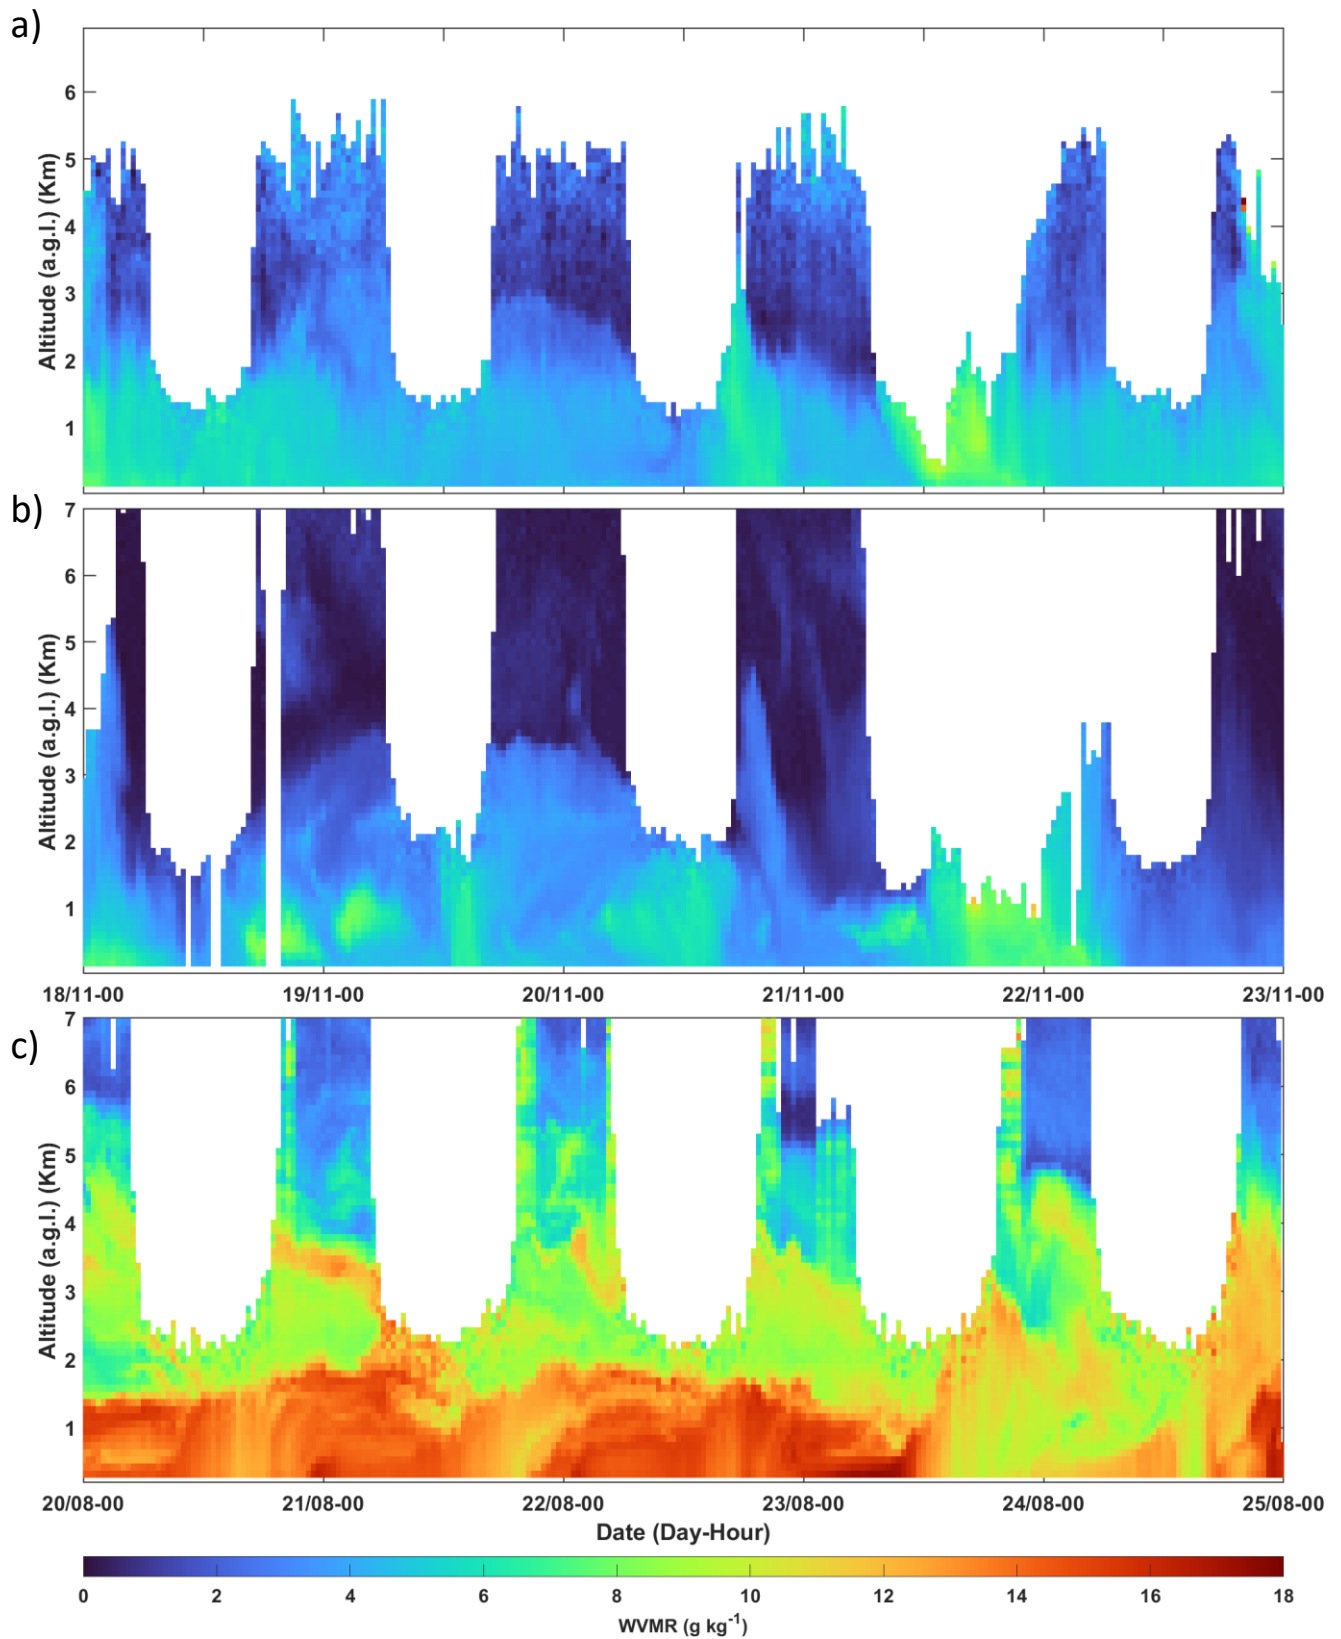 a)
6
5
4
3
2
1
Altitude (a.g.l.) (Km)
b)
7
6
5
4
3
2
1
Altitude (a.g.l.) (Km)
18/11-00 19/11-00 20/11-00 21/11-00 22/11-00 23/11-00
c)
7
6
5
4
3
2
1
Altitude (a.g.l.) (Km)
20/08-00 21/08-00 22/08-00 23/08-00 24/08-00 25/08-00
Date (Day-Hour)
0 2 4 6 8 10 12 14 16 18
WVMR (g kg⁻¹)